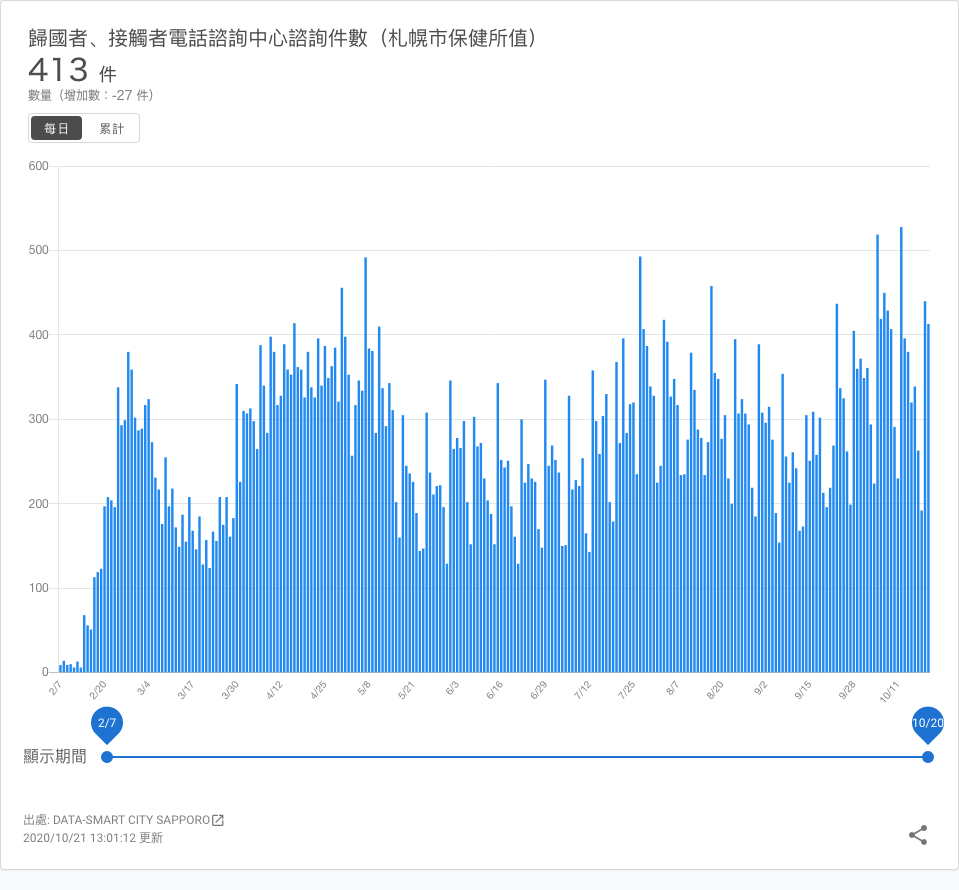 歸國者、接觸者電話諮詢中心諮詢件數（札幌市保健所值）
413 件
數量（增加數：-27 件）
每日 累計
600
500
400
300
200
100
0
2/7 2/20 3/4 3/17 3/30 4/12 4/25 5/8 5/21 6/3 6/16 6/29 7/12 7/25 8/7 8/20 9/2 9/15 9/28 10/11
2/7 10/20
顯示期間
出處: DATA-SMART CITY SAPPORO
2020/10/21 13:01:12 更新